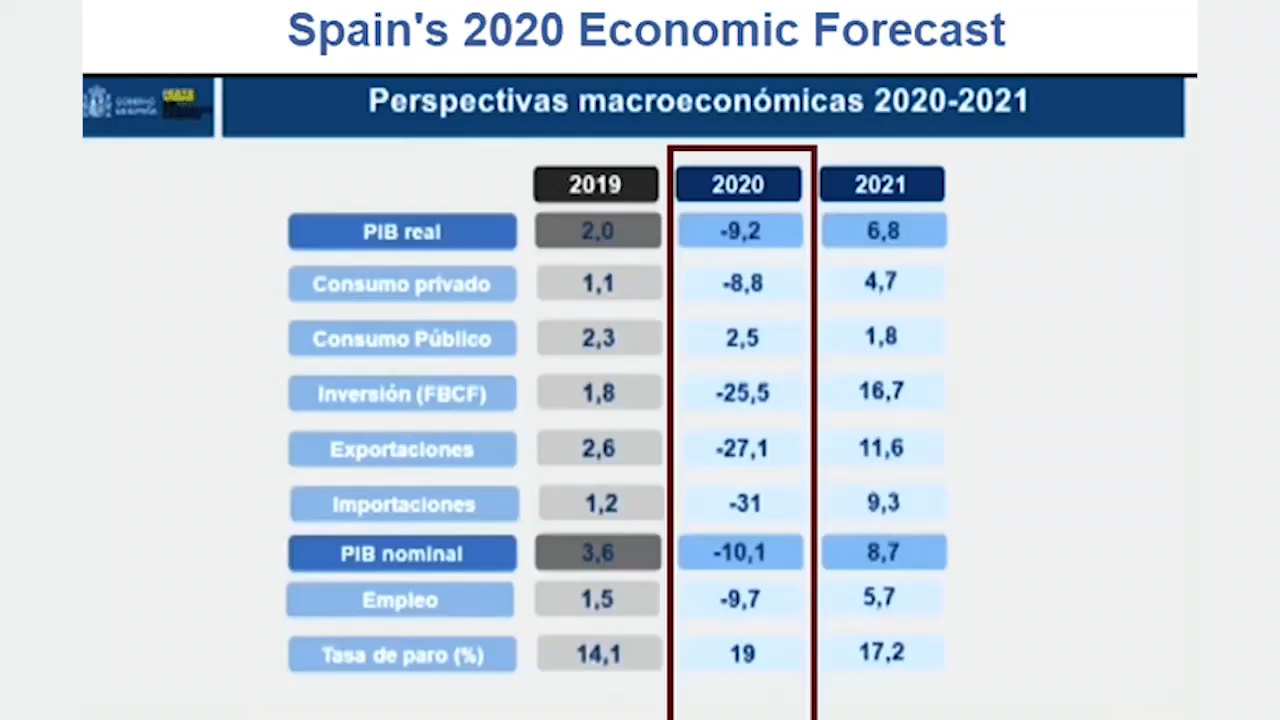 Spain's 2020 Economic Forecast
Perspectivas macroeconómicas 2020-2021
2019 2020 2021
PIB real 2,0 -9,2 6,8
Consumo privado 1,1 -8,8 4,7
Consumo Público 2,3 2,5 1,8
Inversión (FBCF) 1,8 -25,5 16,7
Exportaciones 2,6 -27,1 11,6
Importaciones 1,2 -31 9,3
PIB nominal 3,6 -10,1 8,7
Empleo 1,5 -9,7 5,7
Tasa de paro (%) 14,1 19 17,2